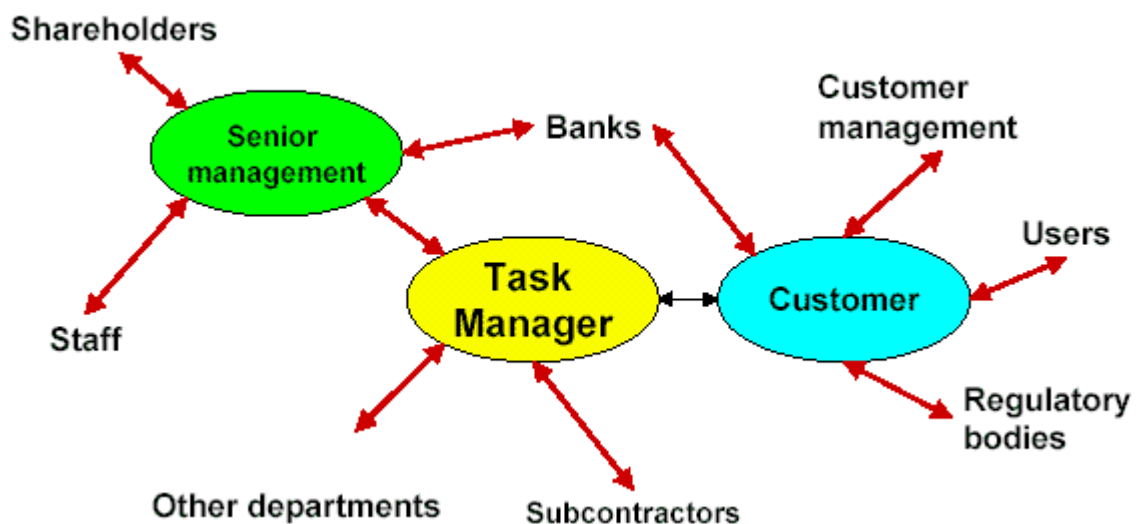 Shareholders
Senior
management
Banks
Customer
management
Users
Task
Manager
Customer
Staff
Regulatory
bodies
Other departments
Subcontractors